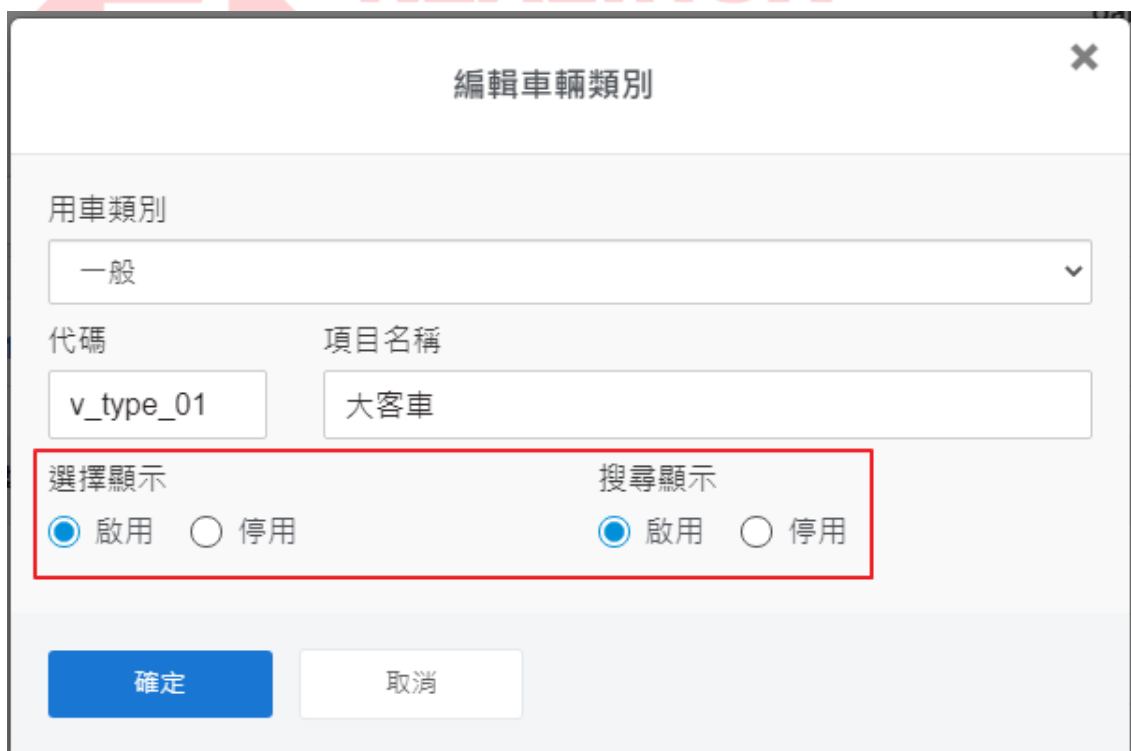 編輯車輛類別
用車類別
一般
代碼 項目名稱
v_type_01 大客車
選擇顯示 搜尋顯示
啟用 停用 啟用 停用
確定 取消